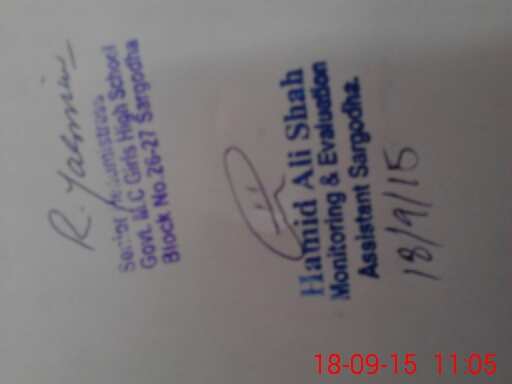 R. Yasmin
Senior Headmistress
Govt. M.C Girls High School
Block No.26-27 Sargodha
Hamid Ali Shah
Monitoring & Evaluation
Assistant Sargodha.
18/9/15
18-09-15 11:05